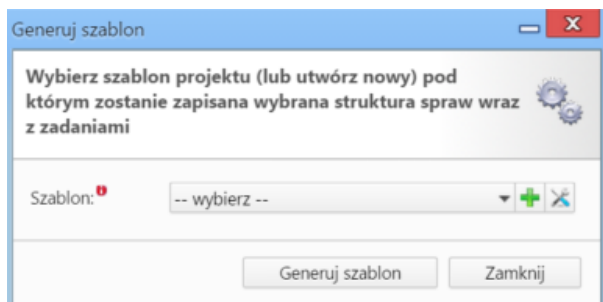 Generuj szablon
Wybierz szablon projektu (lub utwórz nowy) pod
którym zostanie zapisana wybrana struktura spraw wraz
z zadaniami
Szablon:
-- wybierz --
Generuj szablon Zamknij